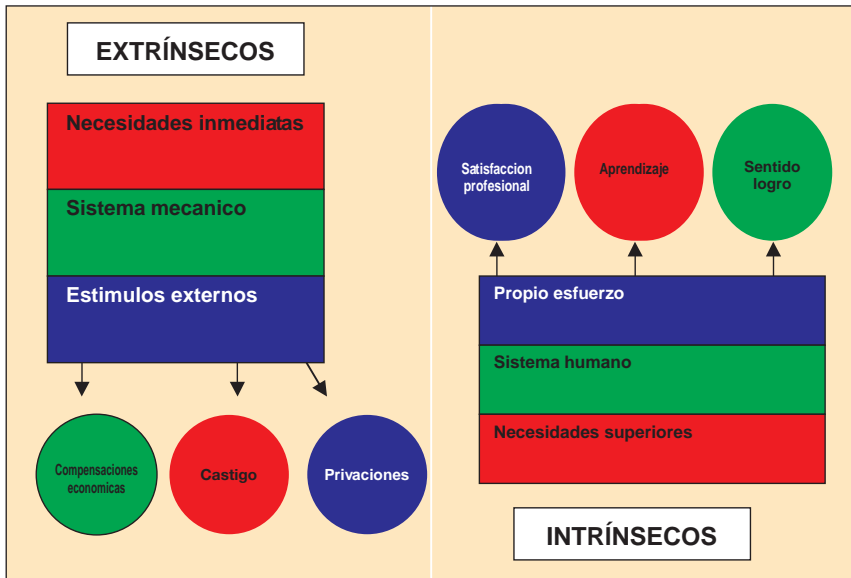 EXTRÍNSECOS
Necesidades inmediatas
Sistema mecanico
Estimulos externos
Compensaciones
economicas
Castigo
Privaciones
Satisfaccion
profesional
Aprendizaje
Sentido
logro
Propio esfuerzo
Sistema humano
Necesidades superiores
INTRÍNSECOS